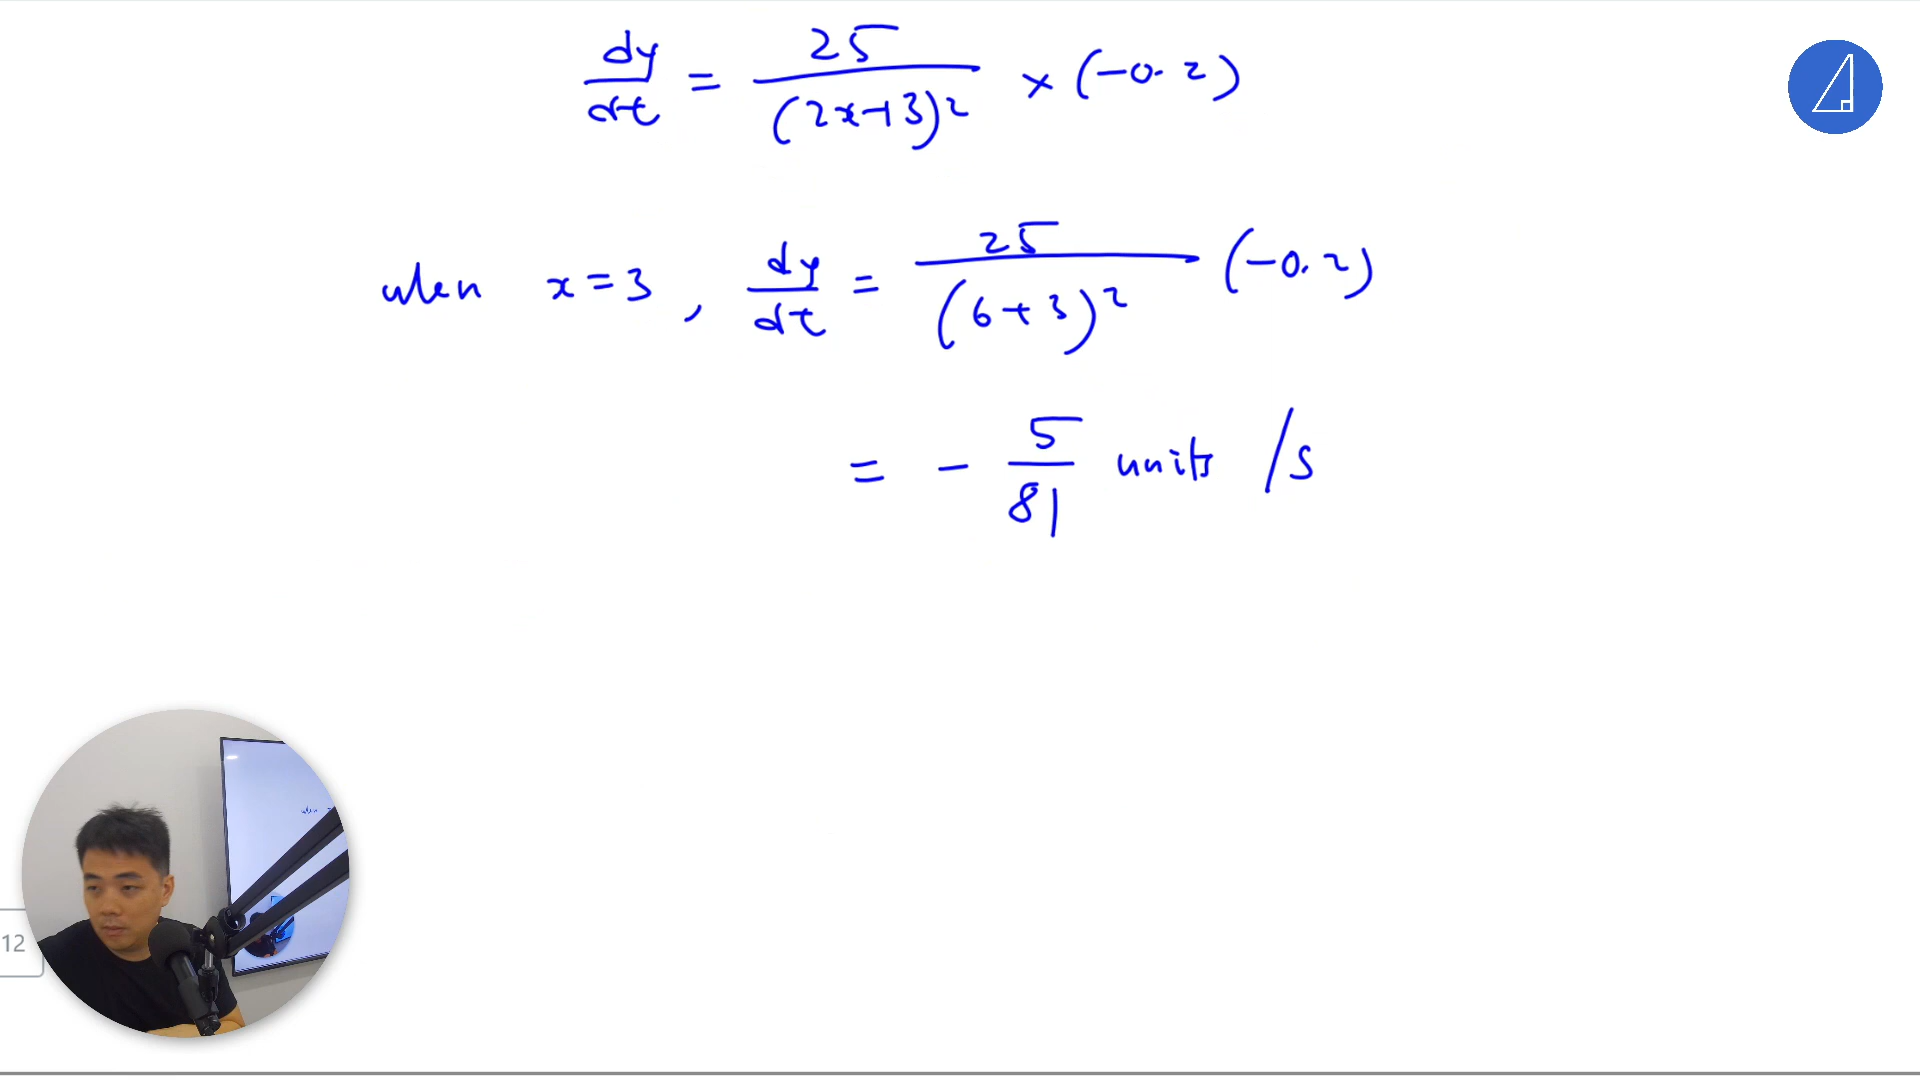 dy/dt = 25/(2x+3)² × (-0.2)
when x=3, dy/dt = 25/(6+3)² (-0.2)
= - 5/81 units /s
12